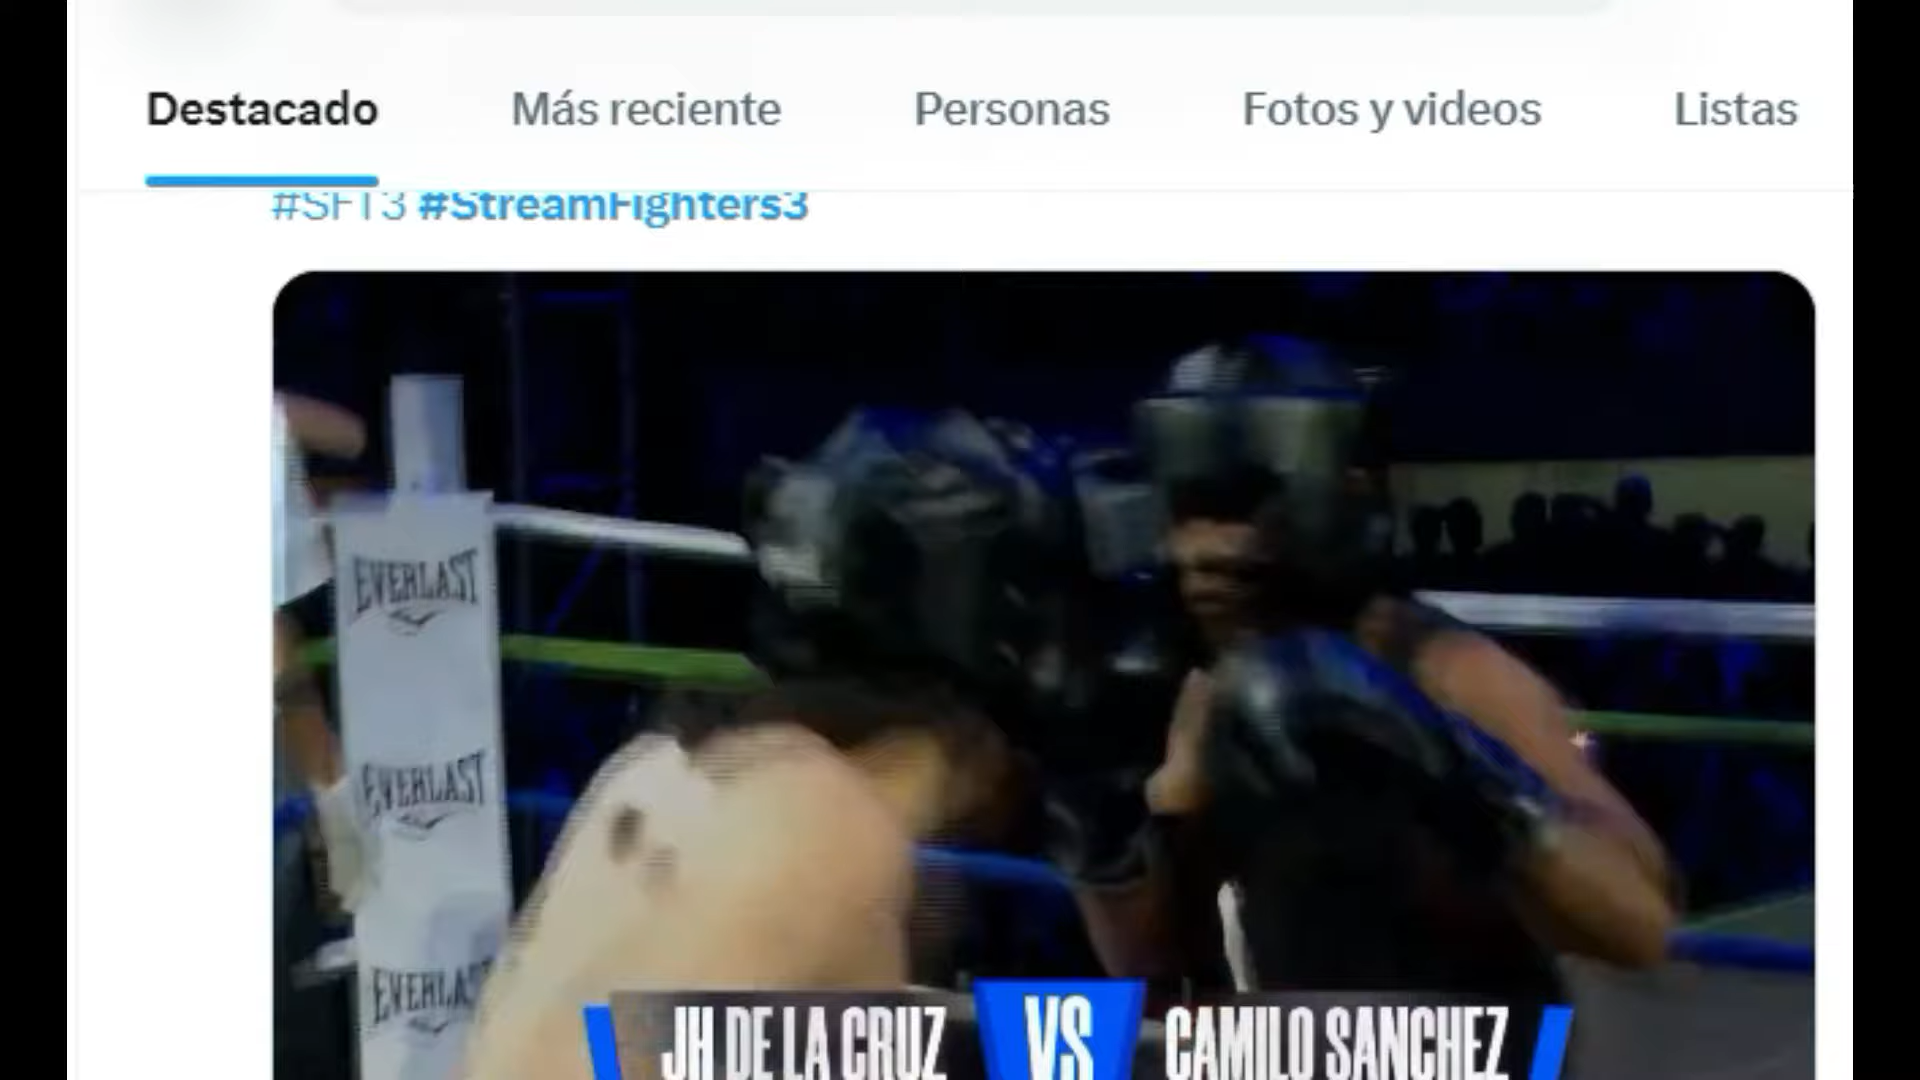 Destacado Más reciente Personas Fotos y videos Listas
#SFT3 #StreamFighters3
EVERLAST
EVERLAST
EVERLAST
JH DE LA CRUZ VS CAMILO SANCHEZ